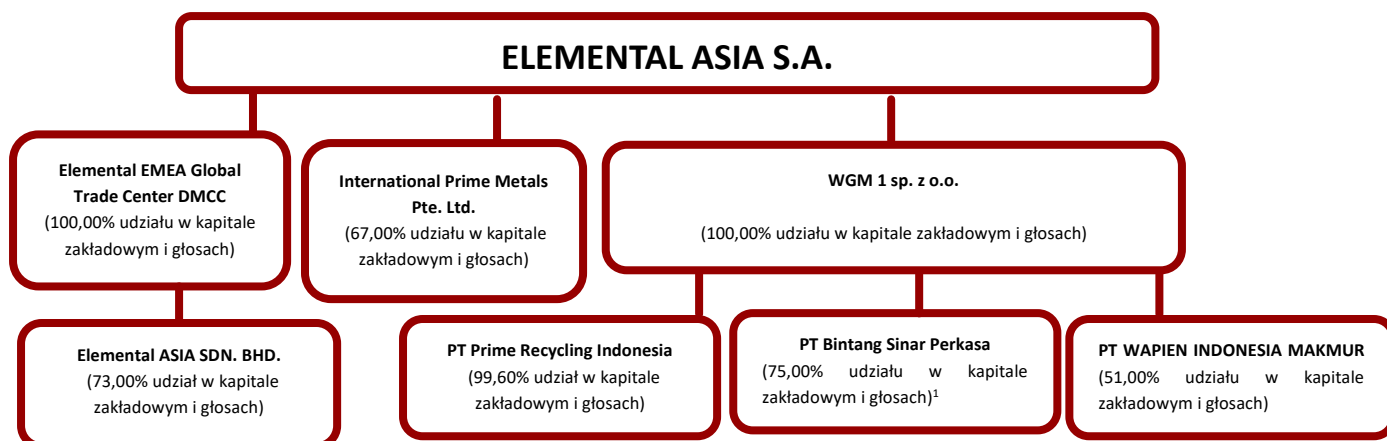 ELEMENTAL ASIA S.A.
Elemental EMEA Global
Trade Center DMCC
(100,00% udziału w kapitale
zakładowym i głosach)
International Prime Metals
Pte. Ltd.
(67,00% udziału w kapitale
zakładowym i głosach)
WGM 1 sp. z o.o.
(100,00% udziału w kapitale zakładowym i głosach)
Elemental ASIA SDN. BHD.
(73,00% udział w kapitale
zakładowym i głosach)
PT Prime Recycling Indonesia
(99,60% udział w kapitale
zakładowym i głosach)
PT Bintang Sinar Perkasa
(75,00% udziału w kapitale
zakładowym i głosach)¹
PT WAPIEN INDONESIA MAKMUR
(51,00% udziału w kapitale
zakładowym i głosach)